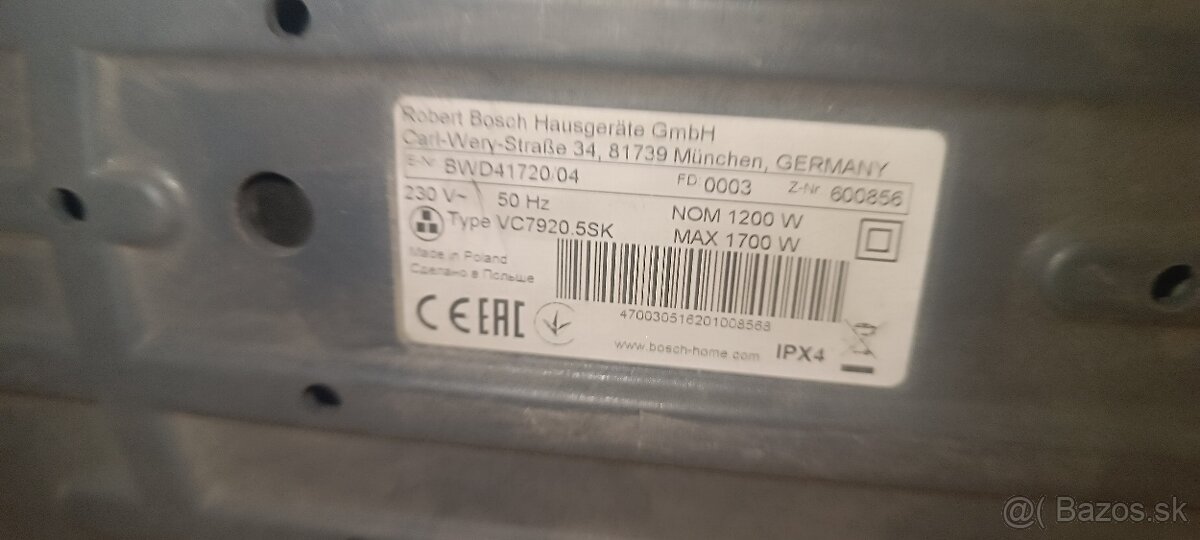 Robert Bosch Hausgeräte GmbH
Carl-Wery-Straße 34, 81739 München, GERMANY
E-Nr BWD41720/04 FD 0003 Z-Nr. 600856
230 V~ 50 Hz NOM 1200 W
Type VC7920.5SK MAX 1700 W
Made in Poland
Сделано в Польше
CE EAC
470030516201008568
www.bosch-home.com IPX4
@( Bazos.sk